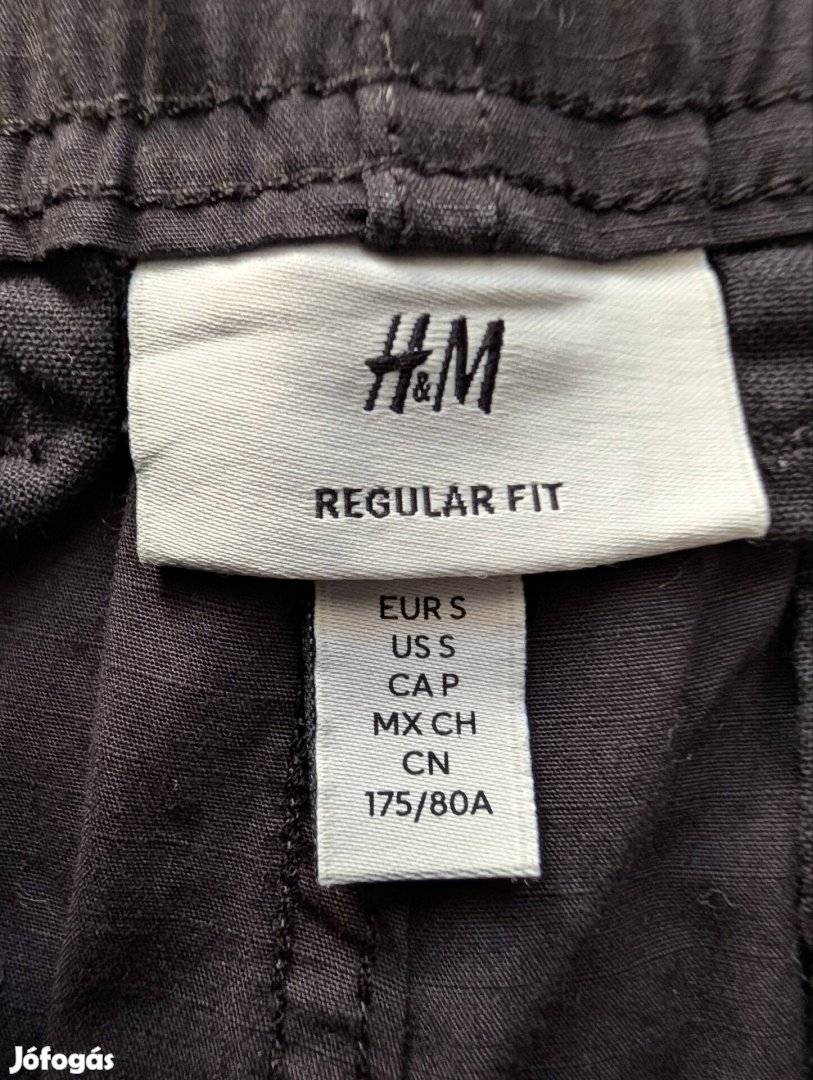 H&M
REGULAR FIT
EUR S
US S
CA P
MX CH
CN
175/80A
Jófogás